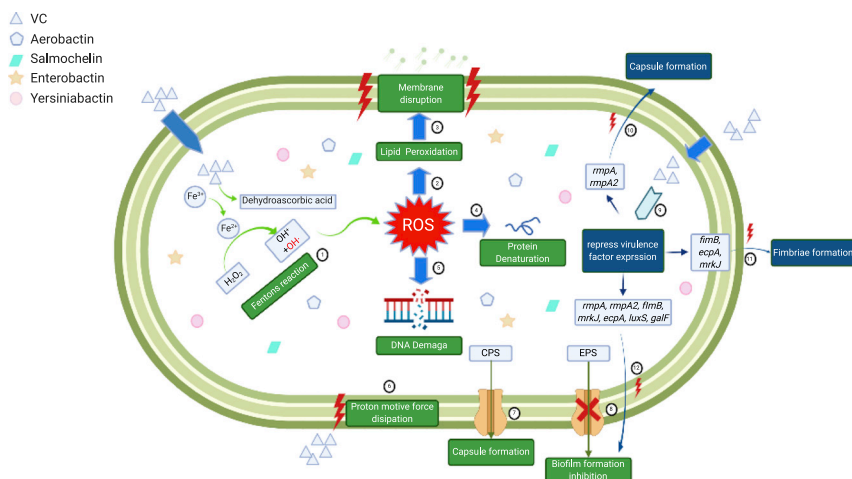 VC
Aerobactin
Salmochelin
Enterobactin
Yersiniabactin
Membrane
disruption
Capsule formation
3
10
Lipid Peroxidation
2
rmpA,
rmpA2
Fe³⁺
Dehydroascorbic acid
Fe²⁺
9
ROS
4
OH*
+OH-
1
H₂O₂
Fentons reaction
Protein
Denaturation
repress virulence
factor exprssion
fimB,
ecpA,
mrkJ
Fimbriae formation
11
5
rmpA, rmpA2, flmB,
mrkJ, ecpA, luxS, galF
DNA Demaga
CPS
EPS
12
6
Proton motive force
disipation
7
8
Capsule formation
Biofilm formation
inhibition